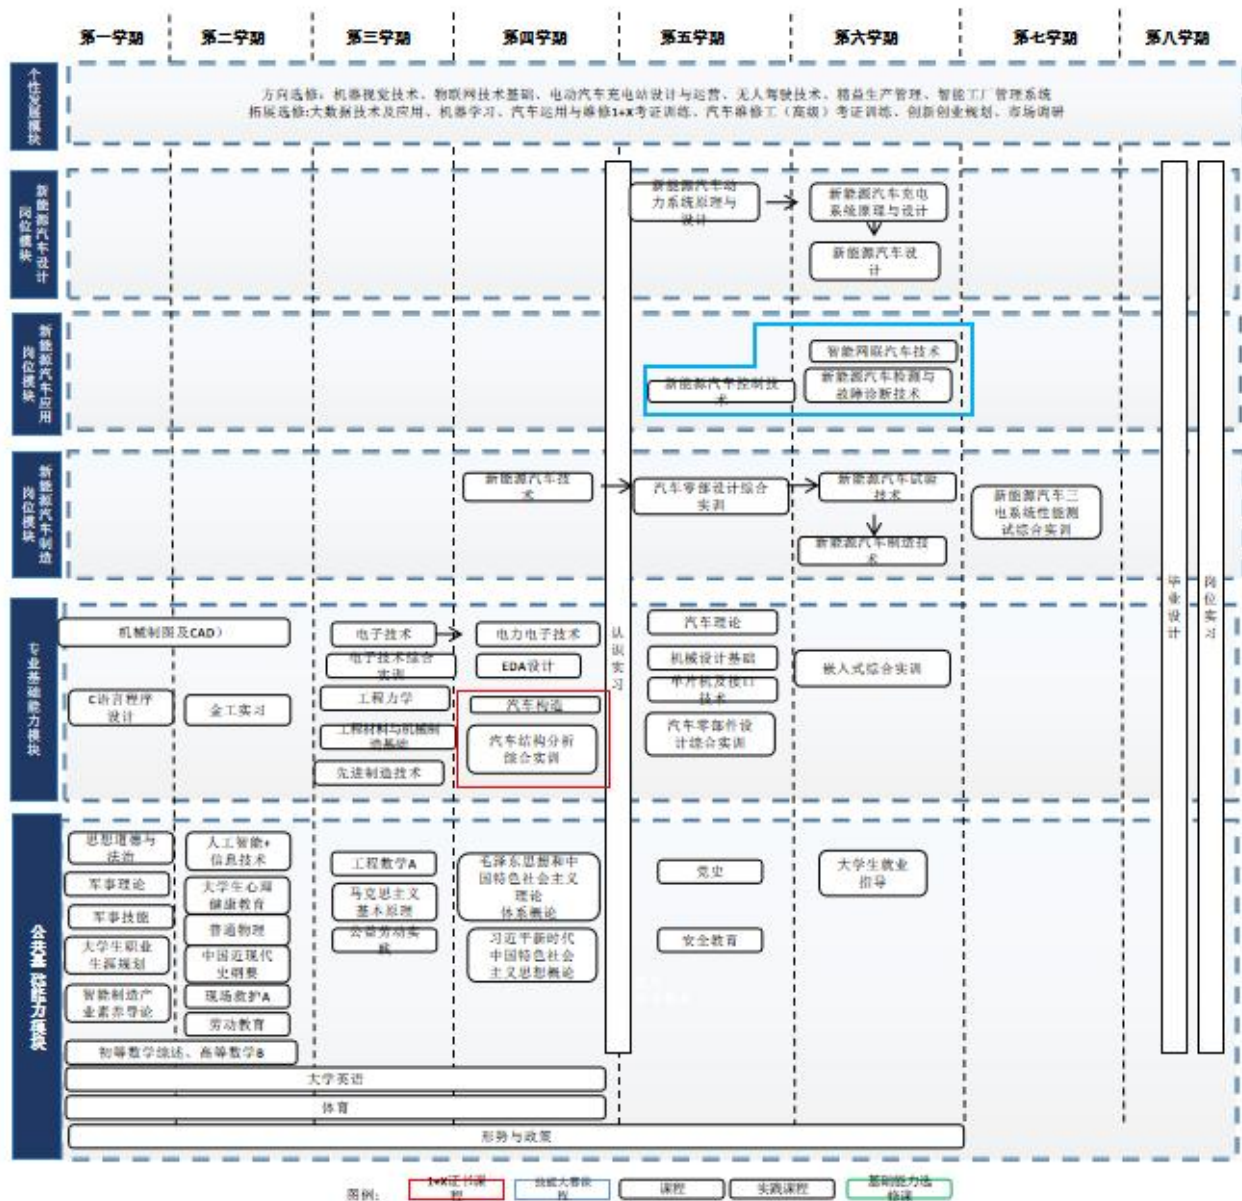 第一学期 第二学期 第三学期 第四学期 第五学期 第六学期 第七学期 第八学期
个性发展模块
方向选修：机器视觉技术、物联网技术基础、电动汽车充电站设计与运营、无人驾驶技术、精益生产管理、智能工厂管理系统
拓展选修:大数据技术及应用、机器学习、汽车运用与维修1+X考证训练、汽车维修工（高级）考证训练、创新创业规划、市场调研
新能源汽车设计
岗位模块
新能源汽车动
力系统原理与
设计
新能源汽车充电
系统原理与设计
新能源汽车设
计
新能源汽车应用
岗位模块
智能网联汽车技术
新能源汽车控制技
术
新能源汽车检测与
故障诊断技术
新能源汽车制造
岗位模块
新能源汽车技
术
汽车零部设计综合
实训
新能源汽车试验
技术
新能源汽车制造技
术
新能源汽车三
电系统性能测
试综合实训
认识实习
毕业设计
岗位实习
专业基础能力模块
机械制图及CAD）
C语言程序
设计
金工实习
电子技术
电子技术综合
实训
工程力学
工程材料与机械制
造基础
先进制造技术
电力电子技术
EDA设计
汽车构造
汽车结构分析
综合实训
汽车理论
机械设计基础
单片机及接口
技术
汽车零部件设
计综合实训
嵌入式综合实训
公共基础能力模块
思想道德与
法治
军事理论
军事技能
大学生职业
生涯规划
智能制造产
业素养导论
人工智能+
信息技术
大学生心理
健康教育
普通物理
中国近现代
史纲要
现场救护A
劳动教育
初等数学综述、高等数学B
工程数学A
马克思主义
基本原理
公益劳动实
践
毛泽东思想和中
国特色社会主义
理论
体系概论
习近平新时代
中国特色社会
主义思想概论
党史
安全教育
大学生就业
指导
大学英语
体育
形势与政策
图例：
1+X证书课
程
技能大赛课
程
课程
实践课程
基础能力选
修课